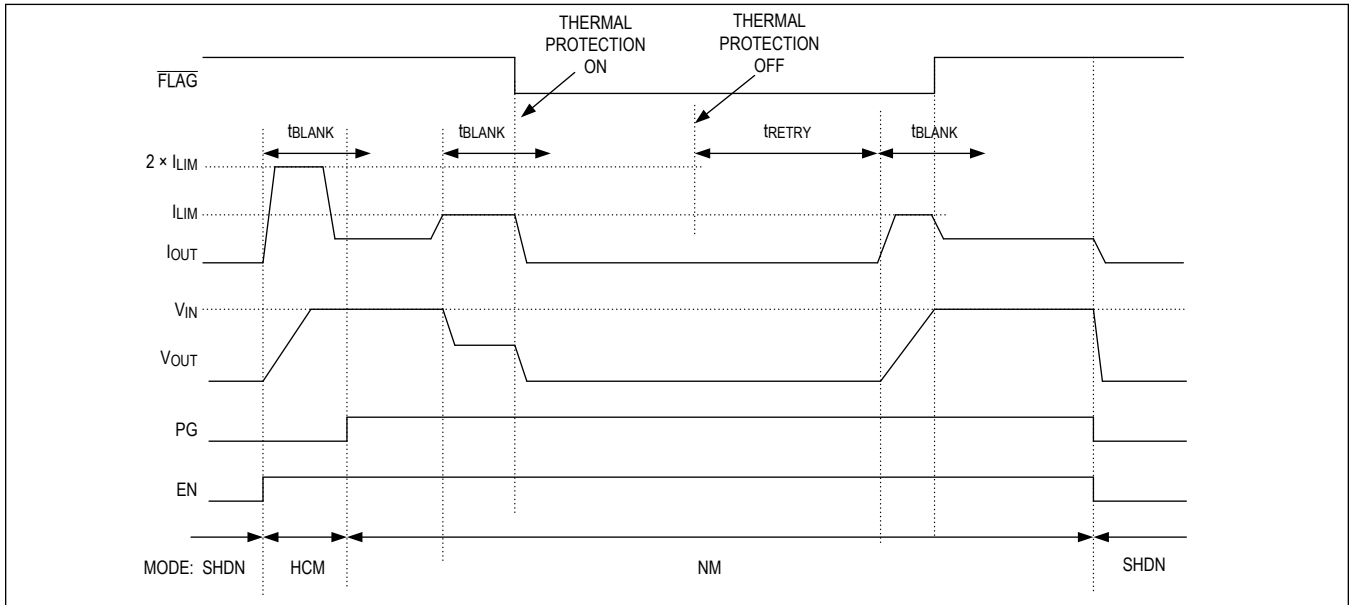 THERMAL
PROTECTION
ON
THERMAL
PROTECTION
OFF
FLAG
tBLANK
tBLANK
tRETRY
tBLANK
2 × ILIM
ILIM
IOUT
VIN
VOUT
PG
EN
MODE: SHDN HCM NM SHDN